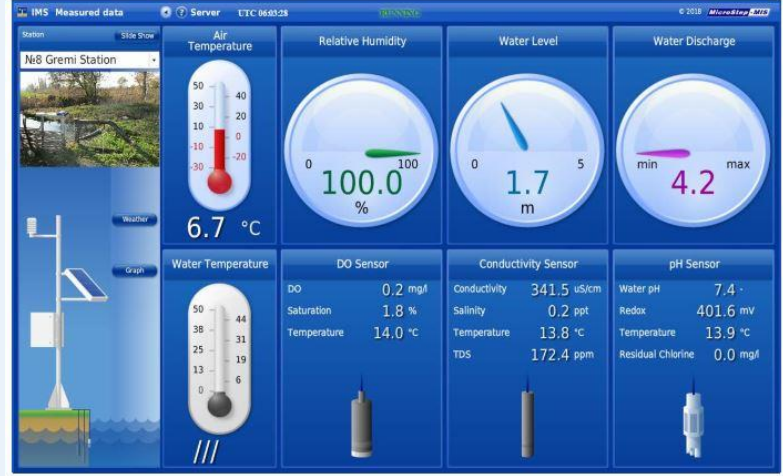 IMS Measured data
Server
UTC 06:03:28
RUNNING
© 2018 MicroStep-MIS
Station
Slide Show
№8 Gremi Station
Weather
Graph
Air
Temperature
50
40
30
20
10
0
-10
-20
-30
6.7 °C
Relative Humidity
0
100
100.0
%
Water Level
0
5
1.7
m
Water Discharge
min
max
4.2
Water Temperature
50
44
38
31
25
19
13
6
0
///
DO Sensor
DO 0.2 mg/l
Saturation 1.8 %
Temperature 14.0 °C
Conductivity Sensor
Conductivity 341.5 uS/cm
Salinity 0.2 ppt
Temperature 13.8 °C
TDS 172.4 ppm
pH Sensor
Water pH 7.4 -
Redox 401.6 mV
Temperature 13.9 °C
Residual Chlorine 0.0 mg/l